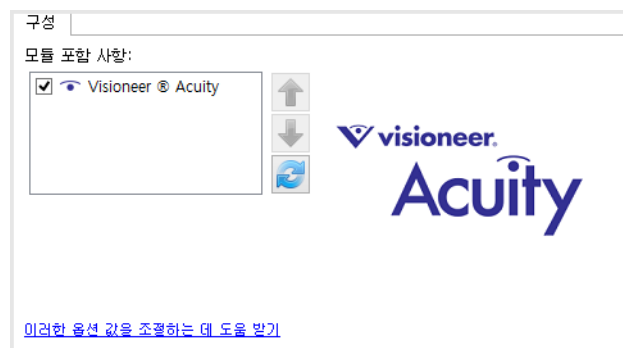 구성
모듈 포함 사항:
Visioneer ® Acuity
visioneer.
Acuity
이러한 옵션 값을 조절하는 데 도움 받기